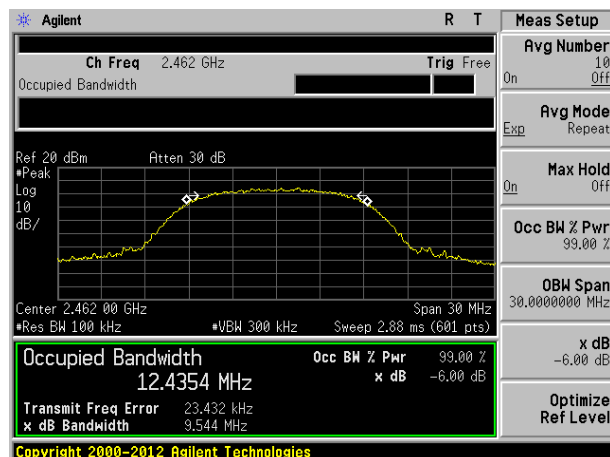 Agilent R T
Ch Freq 2.462 GHz Trig Free
Occupied Bandwidth
Ref 20 dBm Atten 30 dB
#Peak
Log
10
dB/
Center 2.462 00 GHz Span 30 MHz
#Res BW 100 kHz #VBW 300 kHz Sweep 2.88 ms (601 pts)
Occupied Bandwidth Occ BW % Pwr 99.00 %
12.4354 MHz x dB -6.00 dB
Transmit Freq Error 23.432 kHz
x dB Bandwidth 9.544 MHz
Copyright 2000-2012 Agilent Technologies
Meas Setup
Avg Number
10
On Off
Avg Mode
Exp Repeat
Max Hold
On Off
Occ BW % Pwr
99.00 %
OBW Span
30.0000000 MHz
x dB
-6.00 dB
Optimize
Ref Level